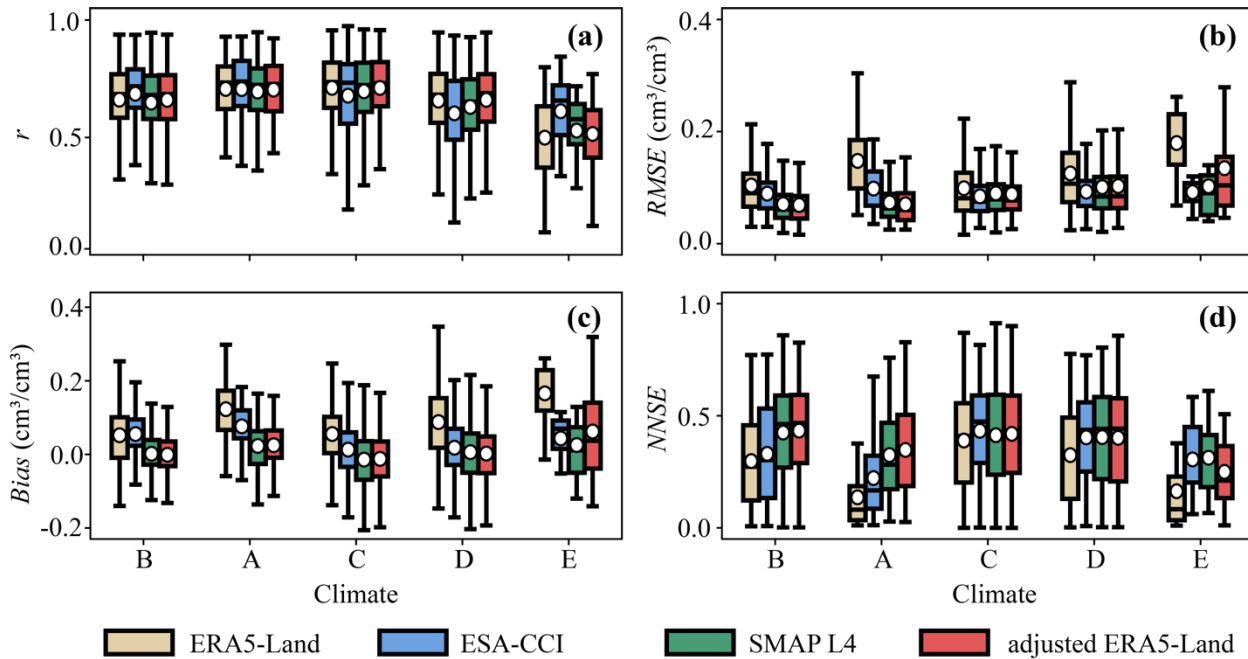 (a)
1.0
0.5
0.0
r
(b)
0.4
0.2
0.0
RMSE (cm³/cm³)
(c)
0.4
0.2
0.0
-0.2
Bias (cm³/cm³)
B A C D E
Climate
(d)
1.0
0.5
0.0
NNSE
B A C D E
Climate
ERA5-Land ESA-CCI SMAP L4 adjusted ERA5-Land